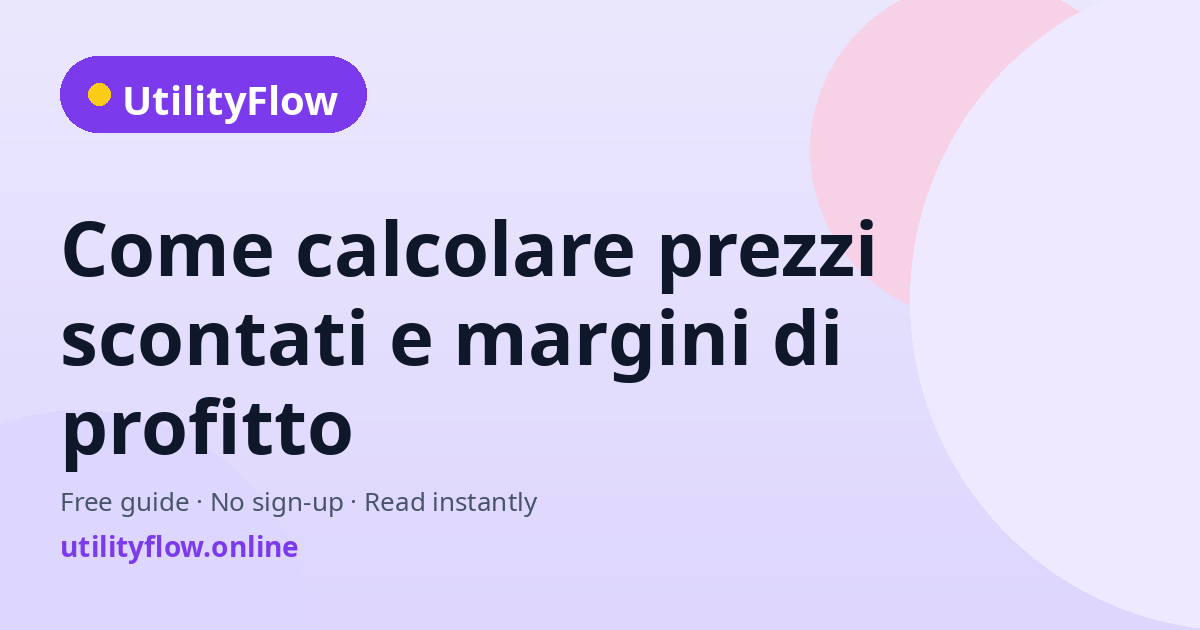 UtilityFlow
Come calcolare prezzi
scontati e margini di
profitto
Free guide · No sign-up · Read instantly
utilityflow.online